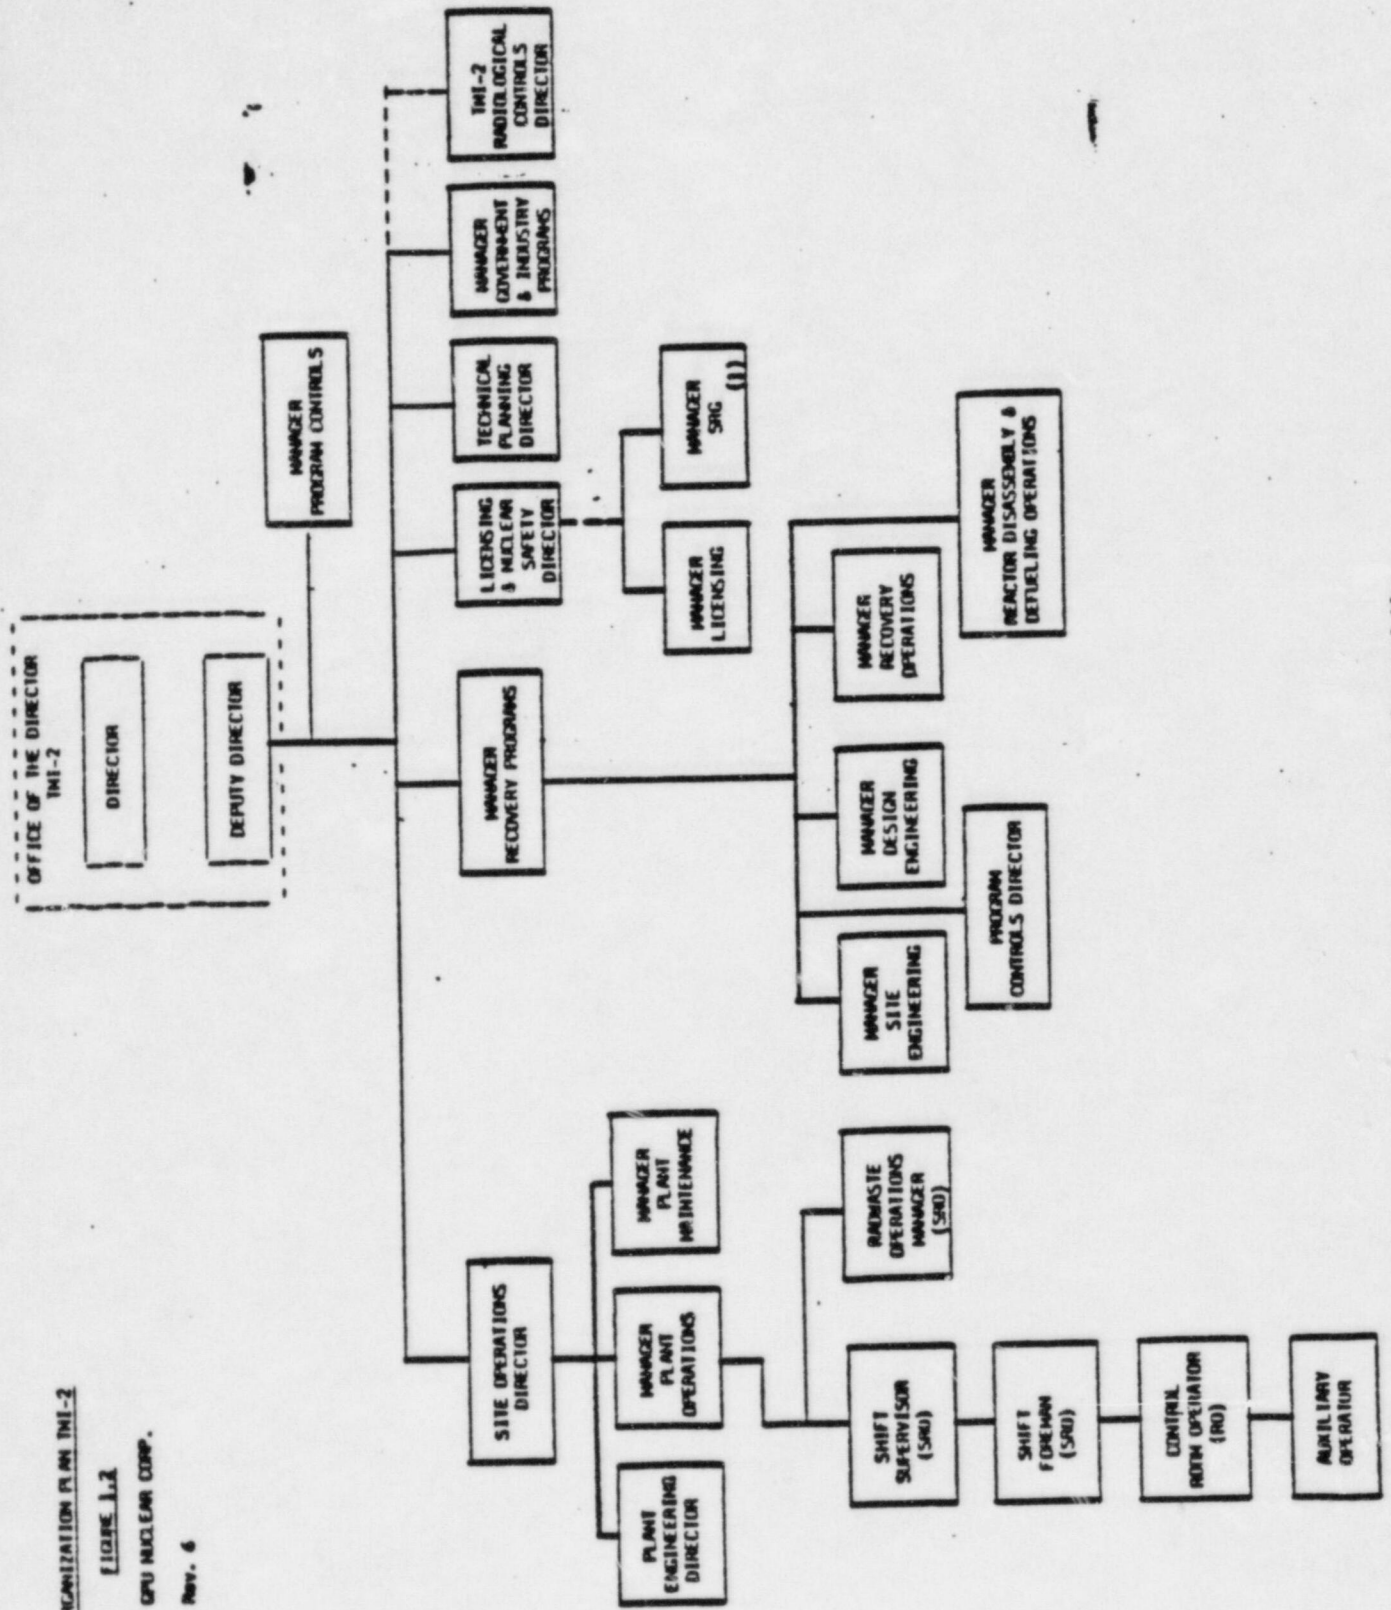 RGANIZATION PLAN TMI-2
FIGURE 1.2
GPU NUCLEAR CORP.
Rev. 6
OFFICE OF THE DIRECTOR
TMI-2
DIRECTOR
DEPUTY DIRECTOR
MANAGER
PROGRAM CONTROLS
SITE OPERATIONS
DIRECTOR
MANAGER
RECOVERY PROGRAMS
LICENSING
& NUCLEAR
SAFETY
DIRECTOR
TECHNICAL
PLANNING
DIRECTOR
MANAGER
GOVERNMENT
& INDUSTRY
PROGRAMS
TMI-2
RADIOLOGICAL
CONTROLS
DIRECTOR
PLANT
ENGINEERING
DIRECTOR
MANAGER
PLANT
OPERATIONS
MANAGER
PLANT
MAINTENANCE
MANAGER
LICENSING
MANAGER
SRG
(1)
SHIFT
SUPERVISOR
(SRO)
RADWASTE
OPERATIONS
MANAGER
(SRO)
MANAGER
SITE
ENGINEERING
MANAGER
DESIGN
ENGINEERING
MANAGER
RECOVERY
OPERATIONS
PROGRAM
CONTROLS DIRECTOR
MANAGER
REACTOR DISASSEMBLY &
DEFUELING OPERATIONS
SHIFT
FOREMAN
(SRO)
CONTROL
ROOM OPERATOR
(RO)
AUXILIARY
OPERATOR